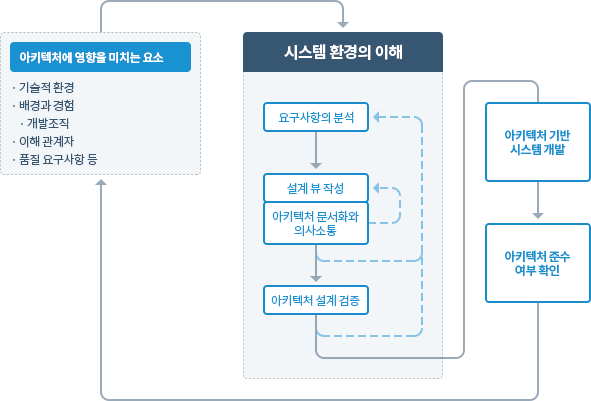 아키텍처에 영향을 미치는 요소
· 기술적 환경
· 배경과 경험
· 개발조직
· 이해 관계자
· 품질 요구사항 등
시스템 환경의 이해
요구사항의 분석
설계 뷰 작성
아키텍처 문서화와
의사소통
아키텍처 설계 검증
아키텍처 기반
시스템 개발
아키텍처 준수
여부 확인